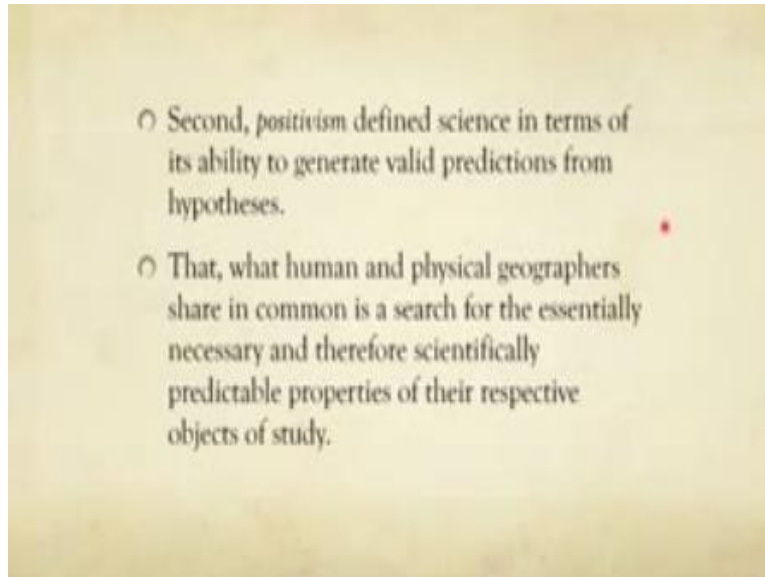 Second, positivism defined science in terms of
its ability to generate valid predictions from
hypotheses.
That, what human and physical geographers
share in common is a search for the essentially
necessary and therefore scientifically
predictable properties of their respective
objects of study.